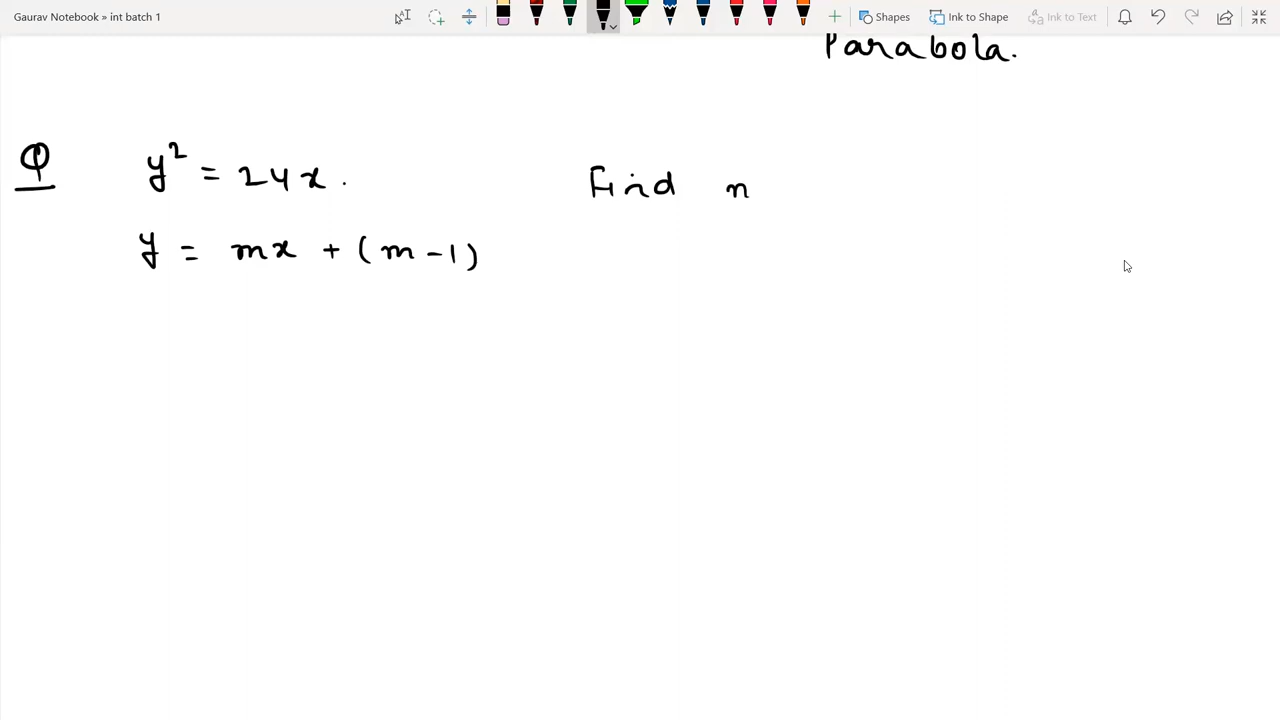 Gaurav Notebook » int batch 1
Shapes
Ink to Shape
Ink to Text
Parabola.
Q y² = 24x. Find n
y = mx + (m - 1)